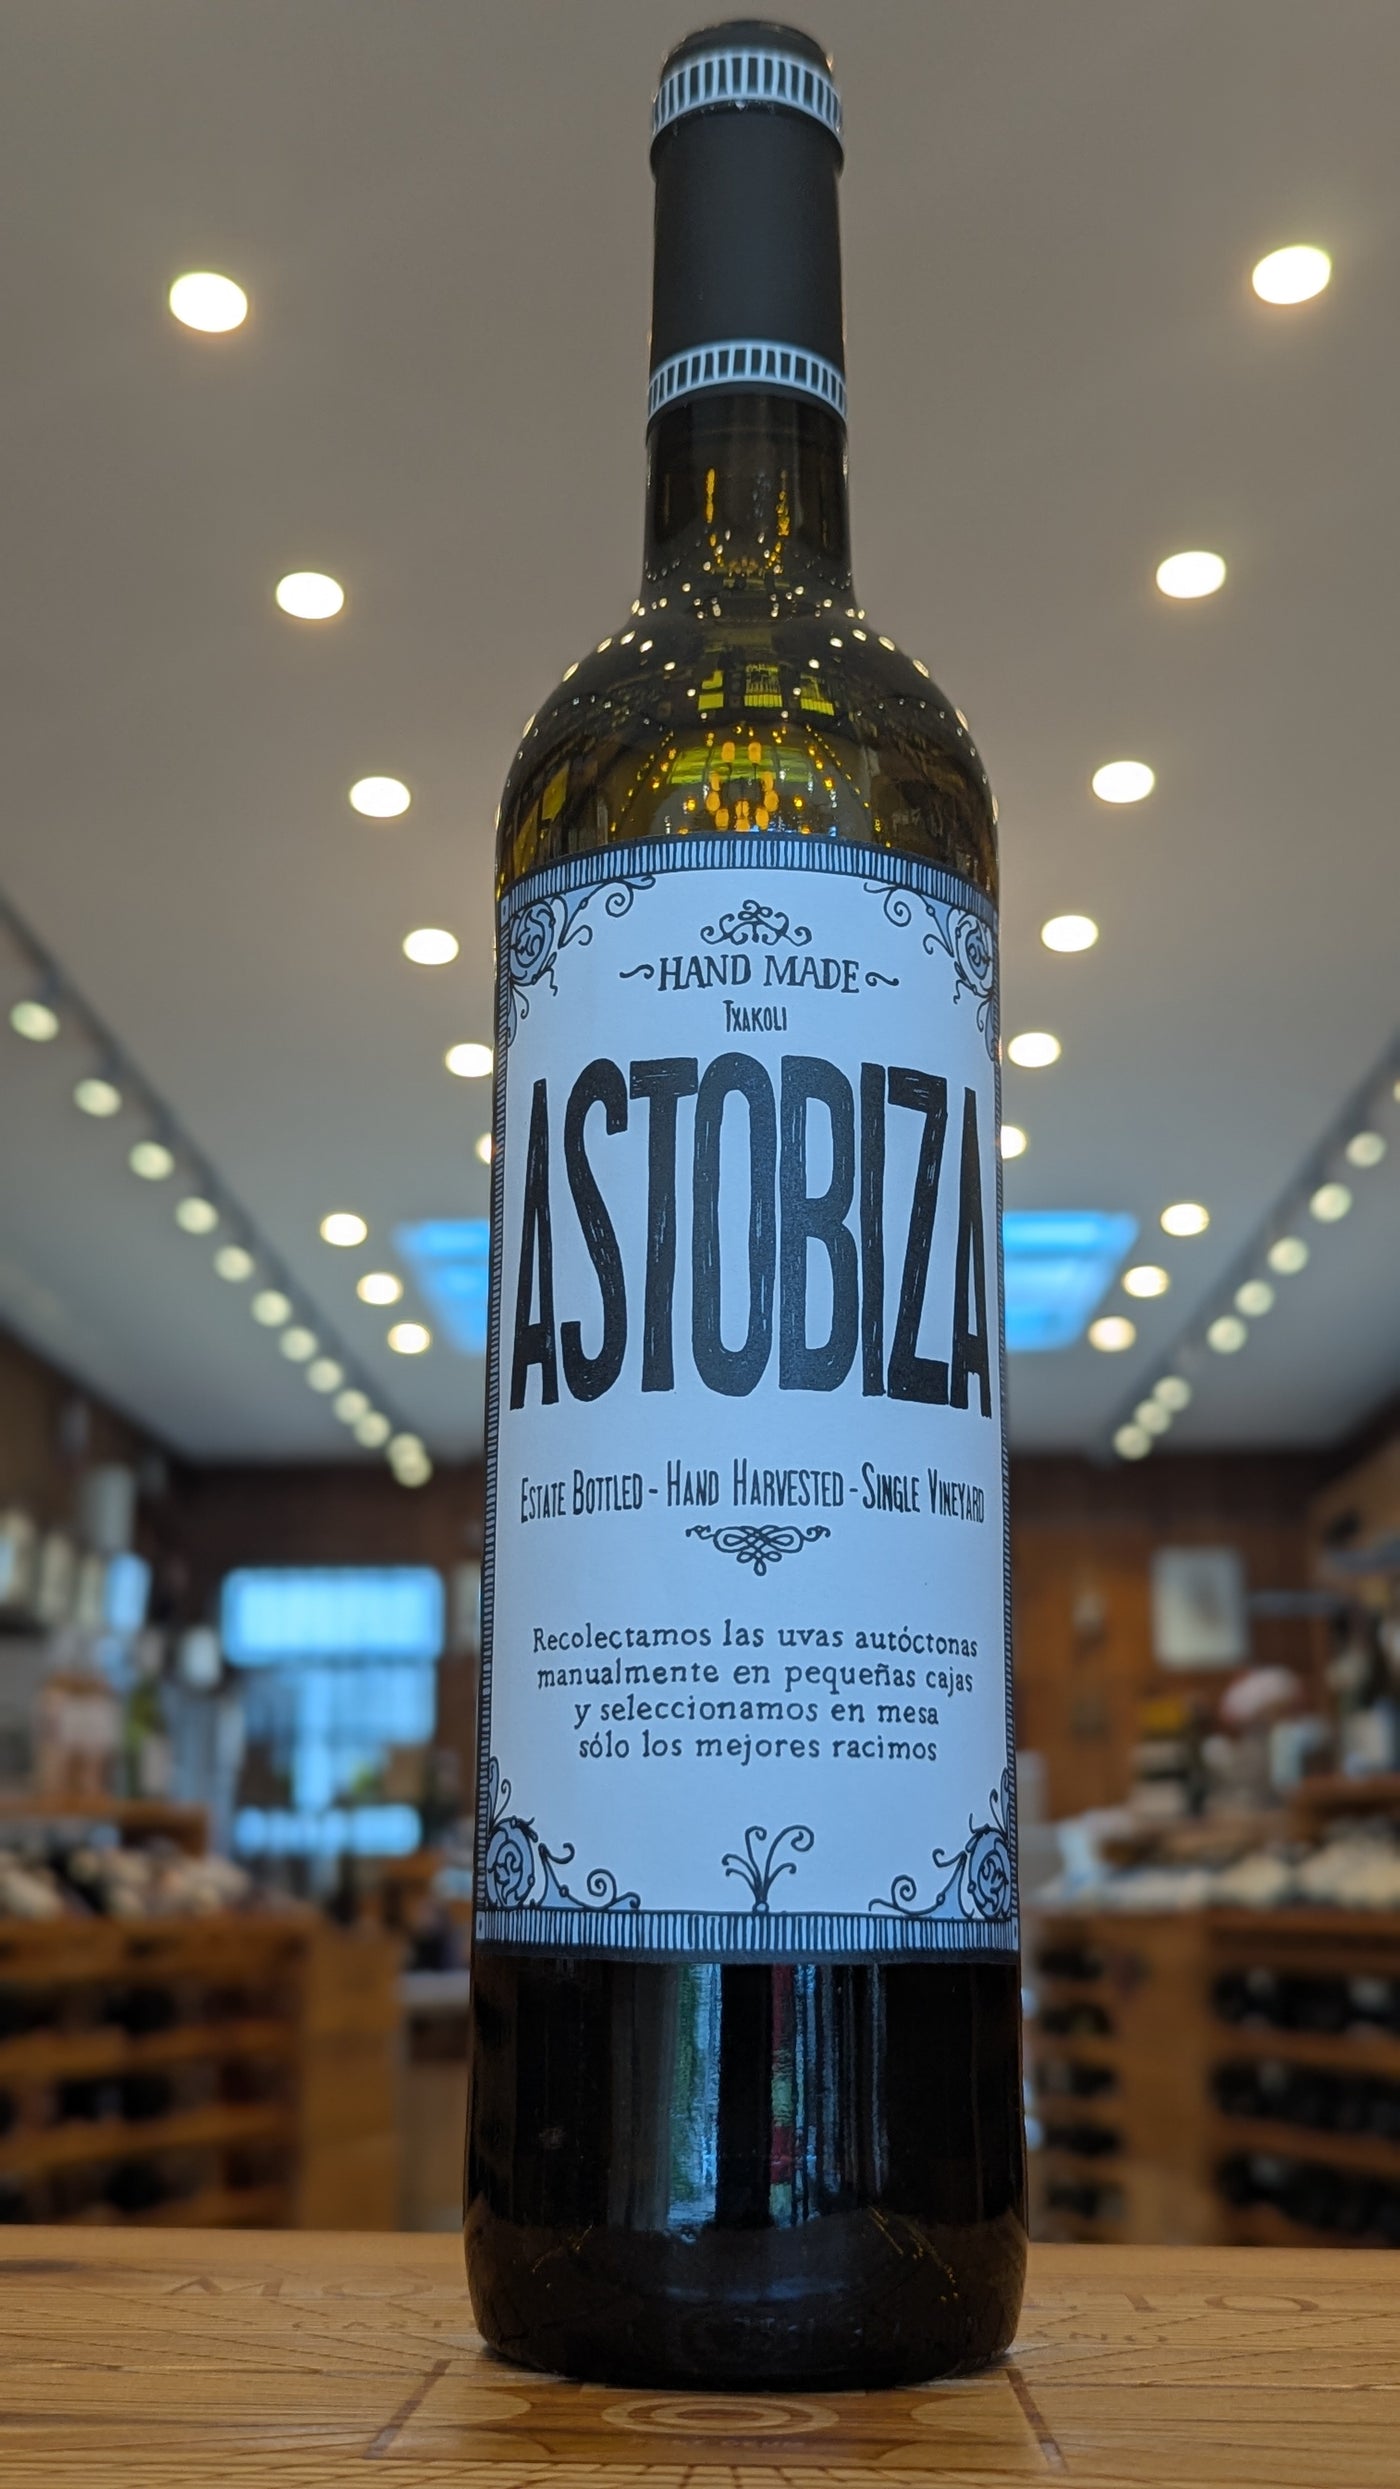 HAND MADE
TXAKOLI
ASTOBIZA
ESTATE BOTTLED - HAND HARVESTED - SINGLE VINEYARD
Recolectamos las uvas autóctonas
manualmente en pequeñas cajas
y seleccionamos en mesa
sólo los mejores racimos